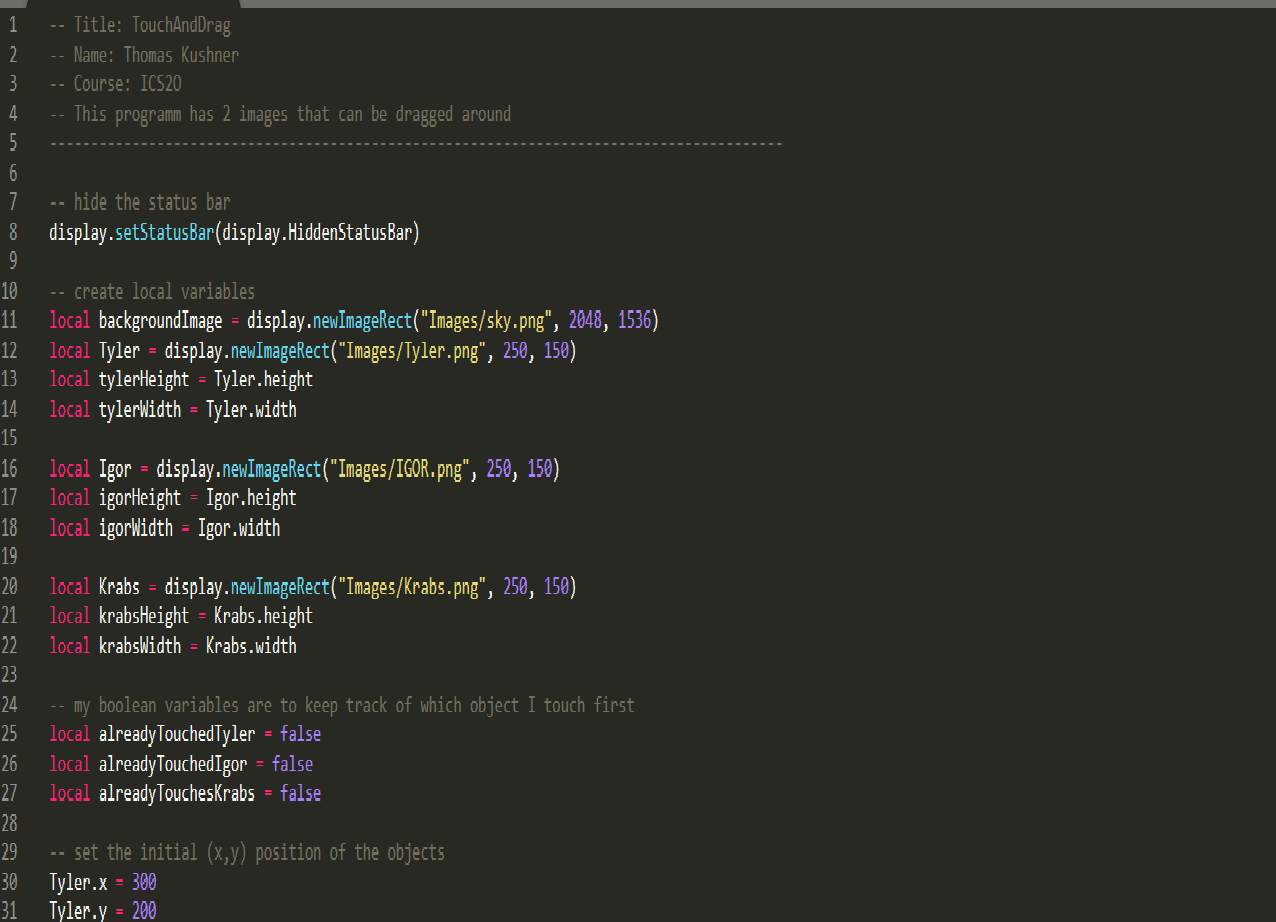 1 -- Title: TouchAndDrag
2 -- Name: Thomas Kushner
3 -- Course: ICS2O
4 -- This programm has 2 images that can be dragged around
5 -----------------------------------------------------------------------------------------
6
7 -- hide the status bar
8 display.setStatusBar(display.HiddenStatusBar)
9
10 -- create local variables
11 local backgroundImage = display.newImageRect("Images/sky.png", 2048, 1536)
12 local Tyler = display.newImageRect("Images/Tyler.png", 250, 150)
13 local tylerHeight = Tyler.height
14 local tylerWidth = Tyler.width
15
16 local Igor = display.newImageRect("Images/IGOR.png", 250, 150)
17 local igorHeight = Igor.height
18 local igorWidth = Igor.width
19
20 local Krabs = display.newImageRect("Images/Krabs.png", 250, 150)
21 local krabsHeight = Krabs.height
22 local krabsWidth = Krabs.width
23
24 -- my boolean variables are to keep track of which object I touch first
25 local alreadyTouchedTyler = false
26 local alreadyTouchedIgor = false
27 local alreadyTouchesKrabs = false
28
29 -- set the initial (x,y) position of the objects
30 Tyler.x = 300
31 Tyler.y = 200